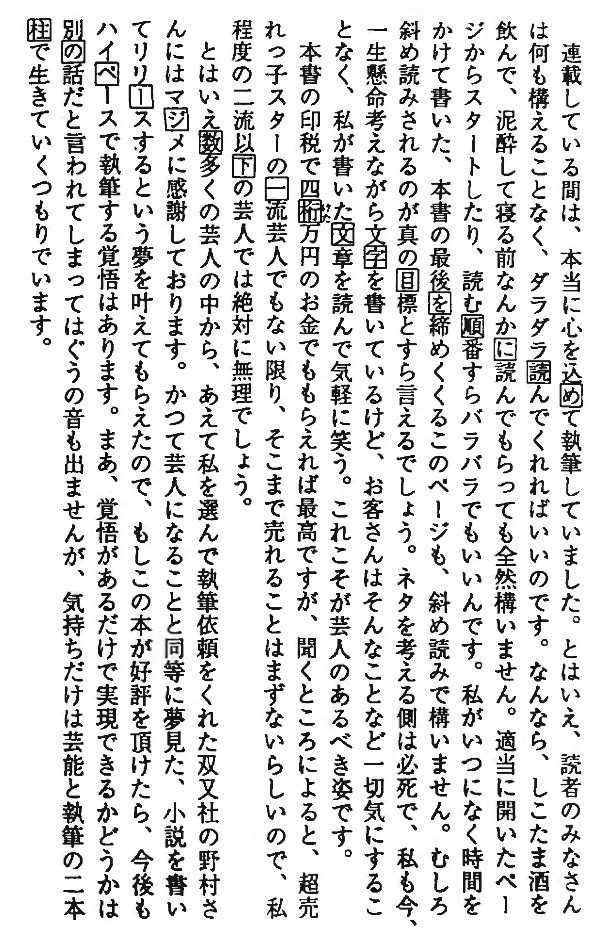 連載している間は、本当に心を込めて執筆していました。とはいえ、読者のみなさん
は何も構えることなく、ダラダラ読んでくれればいいのです。なんなら、しこたま酒を
飲んで、泥酔して寝る前なんかに読んでもらっても全然構いません。適当に開いたペー
ジからスタートしたり、読む順番すらバラバラでもいいんです。私がいつになく時間を
かけて書いた、本書の最後を締めくくるこのページも、斜め読みで構いません。むしろ
斜め読みされるのが真の目標とすら言えるでしょう。ネタを考える側は必死で、私も今、
一生懸命考えながら文字を書いているけど、お客さんはそんなことなど一切気にするこ
となく、私が書いた文章を読んで気軽に笑う。これこそが芸人のあるべき姿です。
本書の印税で四桁万円のお金でももらえれば最高ですが、聞くところによると、超売
れっ子スターの一流芸人でもない限り、そこまで売れることはまずないらしいので、私
程度の二流以下の芸人では絶対に無理でしょう。
とはいえ数多くの芸人の中から、あえて私を選んで執筆依頼をくれた双又社の野村さ
んにはマジメに感謝しております。かつて芸人になることと同等に夢見た、小説を書い
てリリースするという夢を叶えてもらえたので、もしこの本が好評を頂けたら、今後も
ハイペースで執筆する覚悟はあります。まあ、覚悟があるだけで実現できるかどうかは
別の話だと言われてしまってはぐうの音も出ませんが、気持ちだけは芸能と執筆の二本
柱で生きていくつもりでいます。